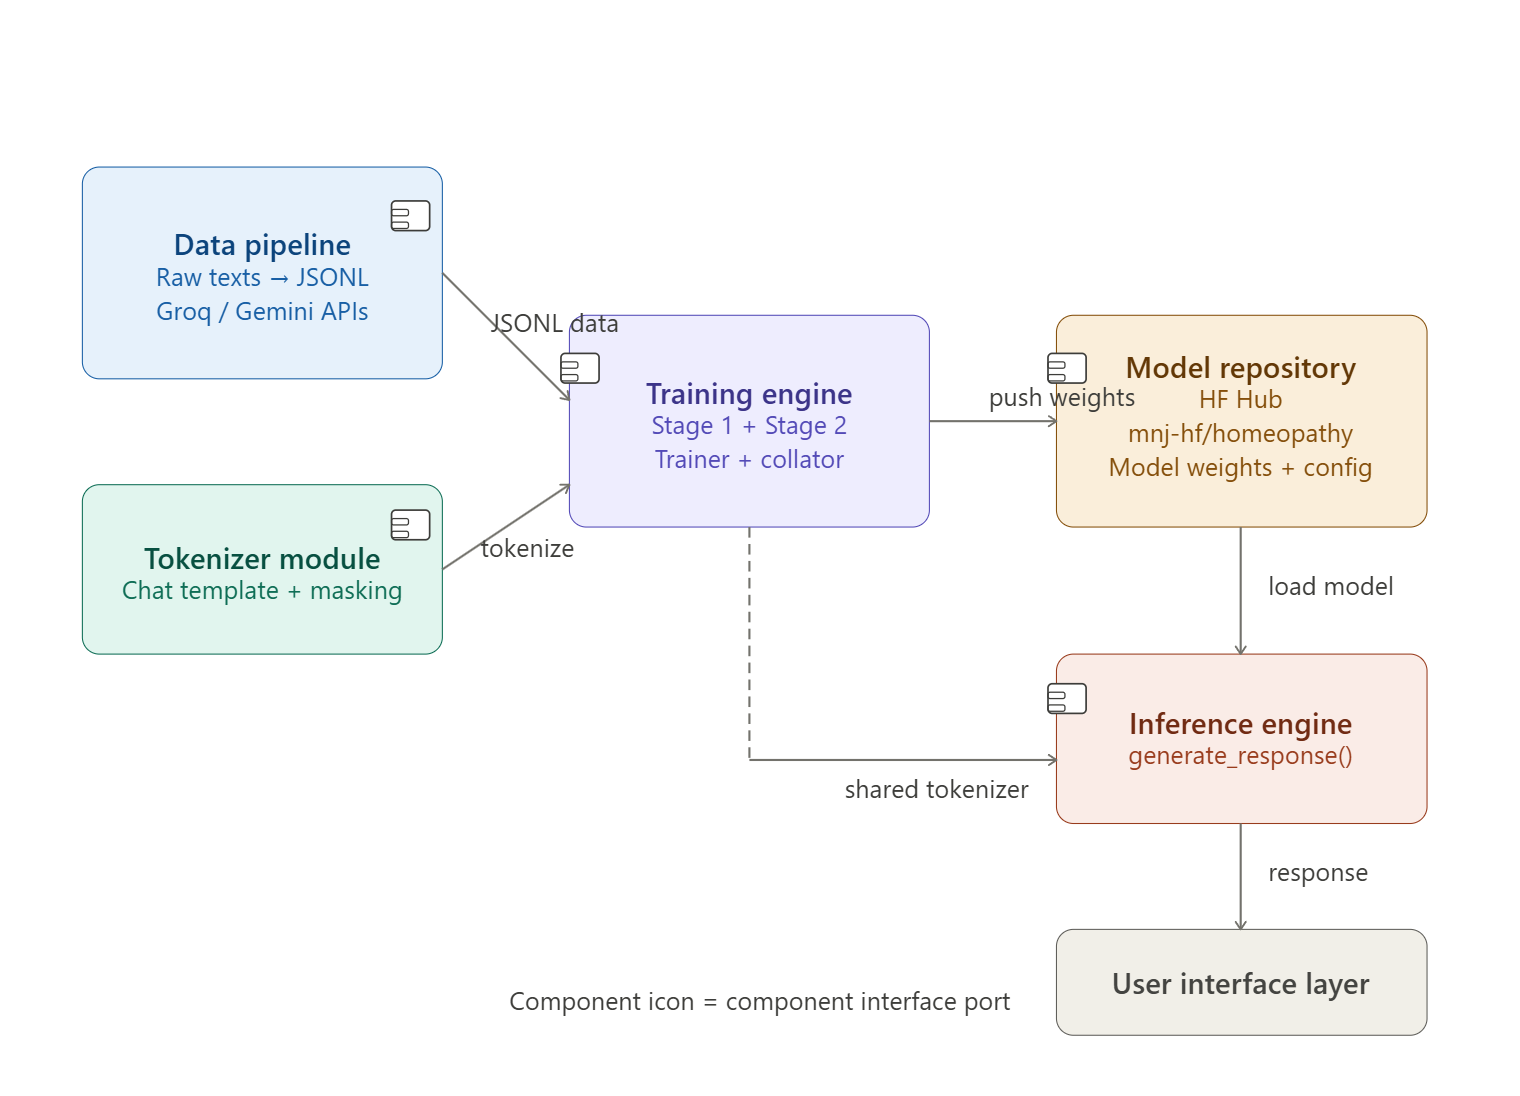 Data pipeline
Raw texts → JSONL
Groq / Gemini APIs
JSONL data
Tokenizer module
Chat template + masking
tokenize
Training engine
Stage 1 + Stage 2
Trainer + collator
push weights
Model repository
HF Hub
mnj-hf/homeopathy
Model weights + config
load model
shared tokenizer
Inference engine
generate_response()
response
User interface layer
Component icon = component interface port